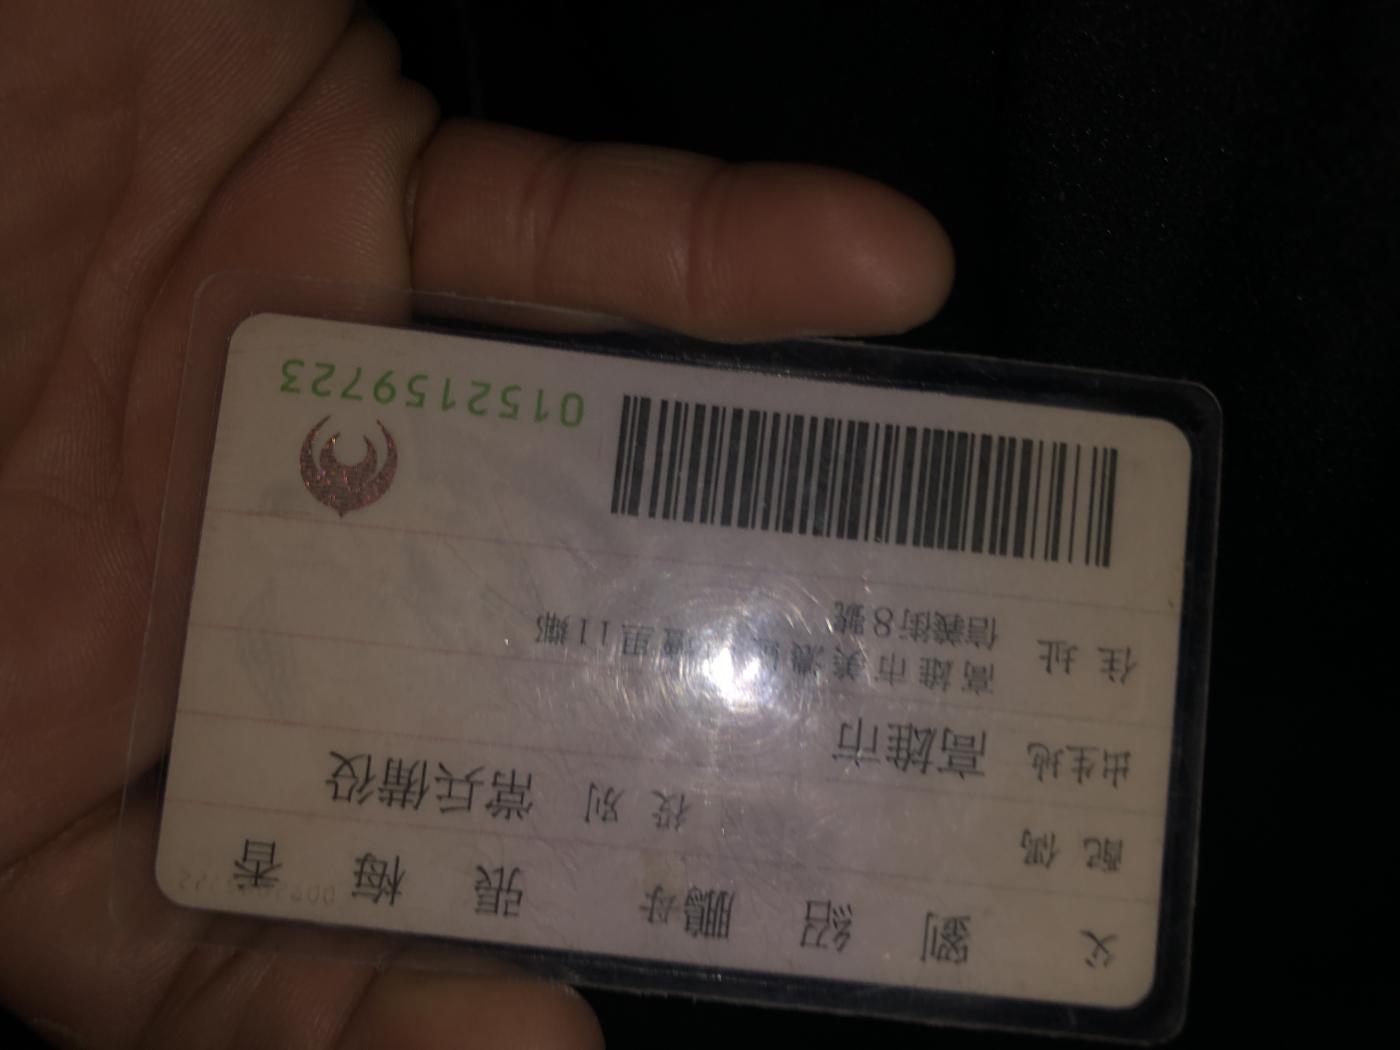 父 劉 紹 鵬 母 張 梅 香
配 偶 役 別 常兵備役
出生地 高雄市
住 址 高雄市美濃區 里11鄰
信義街8號
0152159723